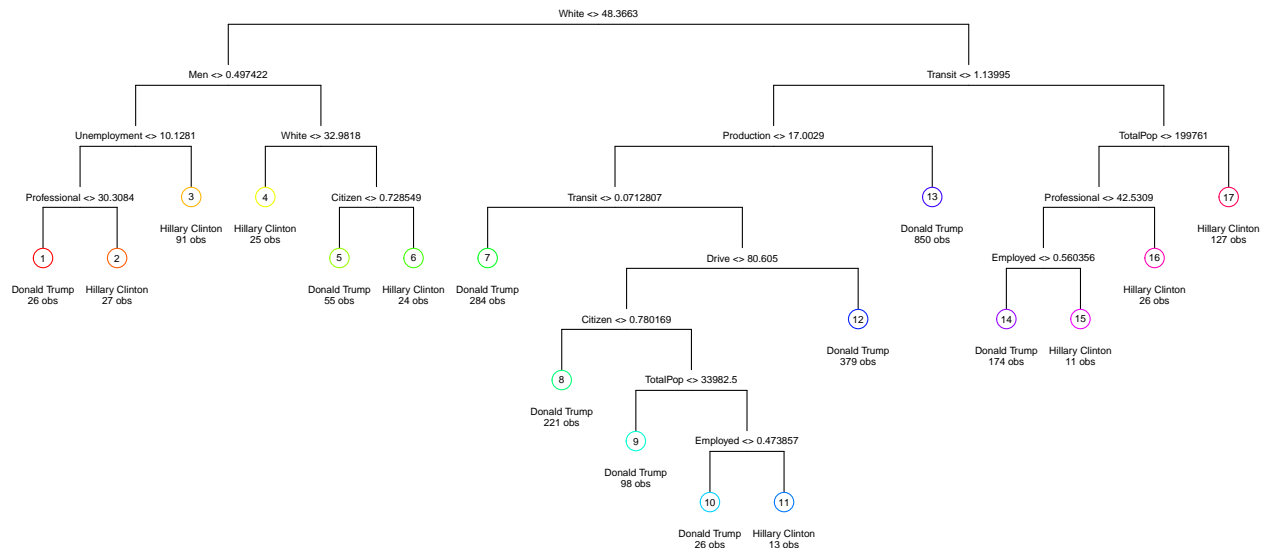 White <> 48.3663
Men <> 0.497422
Transit <> 1.13995
Unemployment <> 10.1281
White <> 32.9818
Production <> 17.0029
TotalPop <> 199761
Professional <> 30.3084
3
4
Citizen <> 0.728549
Transit <> 0.0712807
13
Professional <> 42.5309
17
Hillary Clinton
91 obs
Hillary Clinton
25 obs
Donald Trump
850 obs
Hillary Clinton
127 obs
1
2
5
6
7
Drive <> 80.605
Employed <> 0.560356
16
Donald Trump
26 obs
Hillary Clinton
27 obs
Donald Trump
55 obs
Hillary Clinton
24 obs
Donald Trump
284 obs
Hillary Clinton
26 obs
Citizen <> 0.780169
12
14
15
Donald Trump
379 obs
Donald Trump
174 obs
Hillary Clinton
11 obs
8
TotalPop <> 33982.5
Donald Trump
221 obs
9
Employed <> 0.473857
Donald Trump
98 obs
10
11
Donald Trump
26 obs
Hillary Clinton
13 obs